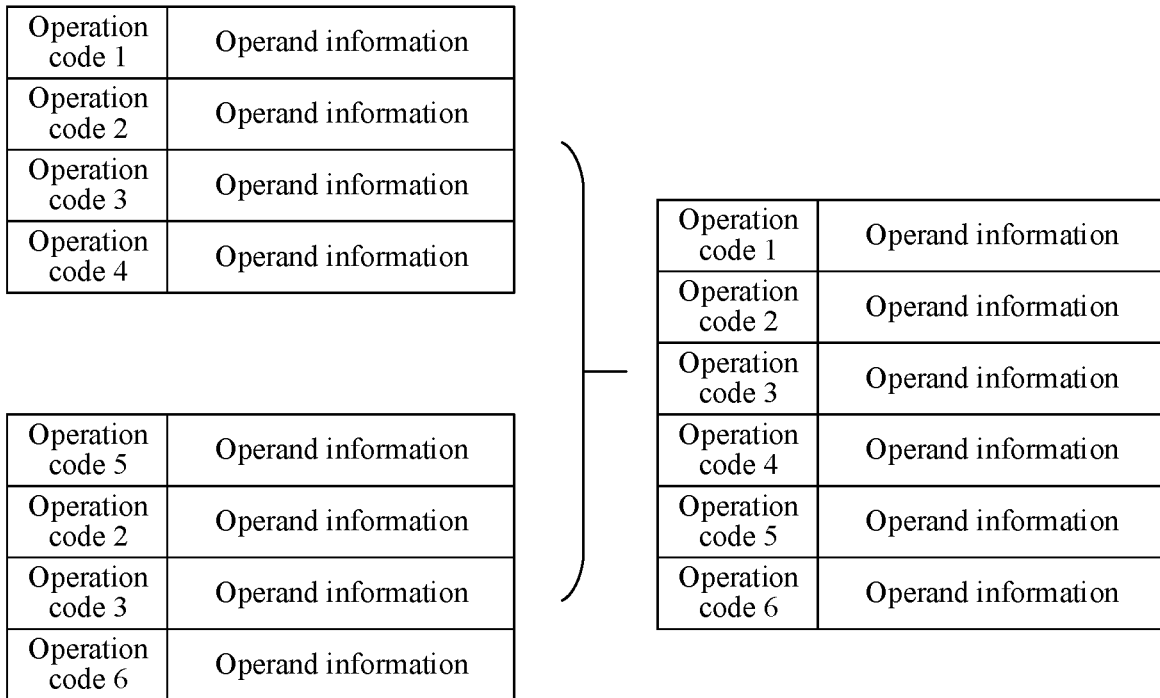 Operation
code 1
Operand information
Operation
code 2
Operand information
Operation
code 3
Operand information
Operation
code 4
Operand information
Operation
code 5
Operand information
Operation
code 2
Operand information
Operation
code 3
Operand information
Operation
code 6
Operand information
Operation
code 1
Operand information
Operation
code 2
Operand information
Operation
code 3
Operand information
Operation
code 4
Operand information
Operation
code 5
Operand information
Operation
code 6
Operand information